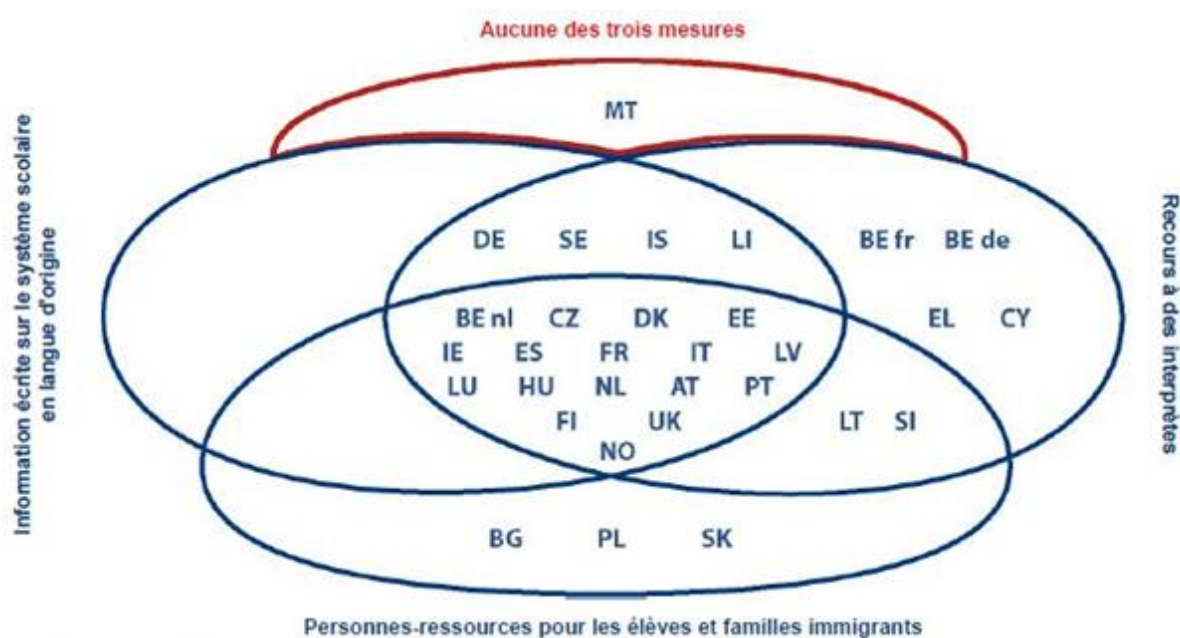 Aucune des trois mesures
MT
Information écrite sur le système scolaire
en langue d'origine
DE SE IS LI
BE fr BE de
BE nl CZ DK EE
EL CY
IE ES FR IT LV
LU HU NL AT PT
FI UK
LT SI
NO
BG PL SK
Recours à des interprètes
Personnes-ressources pour les élèves et familles immigrants